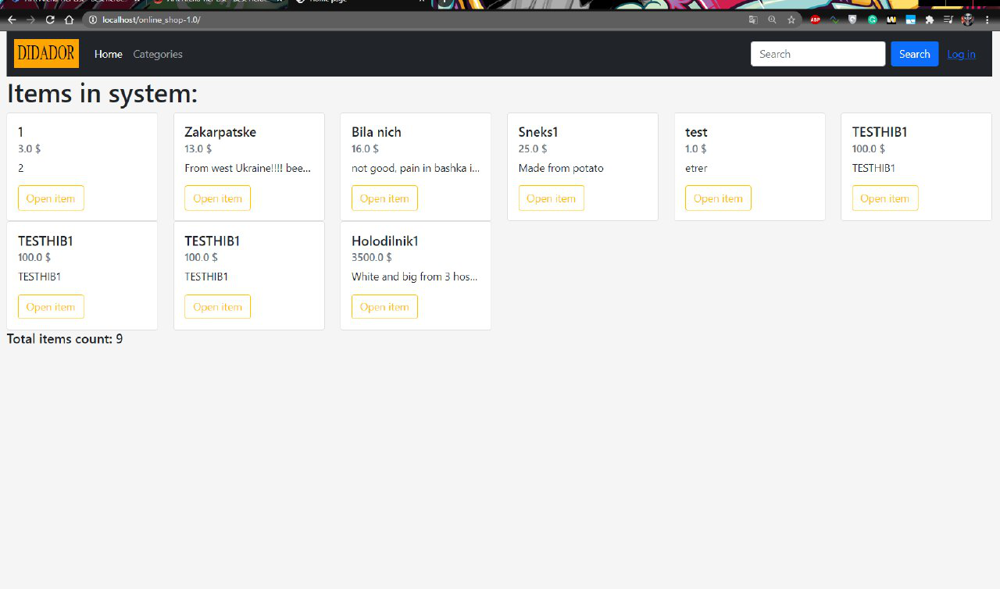 Home page
localhost/online_shop-1.0/
ABP
DIDADOR
Home
Categories
Search
Search
Log in
Items in system:
1
3.0 $
2
Open item
Zakarpatske
13.0 $
From west Ukraine!!!! bee...
Open item
Bila nich
16.0 $
not good, pain in bashka i...
Open item
Sneks1
25.0 $
Made from potato
Open item
test
1.0 $
etrer
Open item
TESTHIB1
100.0 $
TESTHIB1
Open item
TESTHIB1
100.0 $
TESTHIB1
Open item
TESTHIB1
100.0 $
TESTHIB1
Open item
Holodilnik1
3500.0 $
White and big from 3 hos...
Open item
Total items count: 9